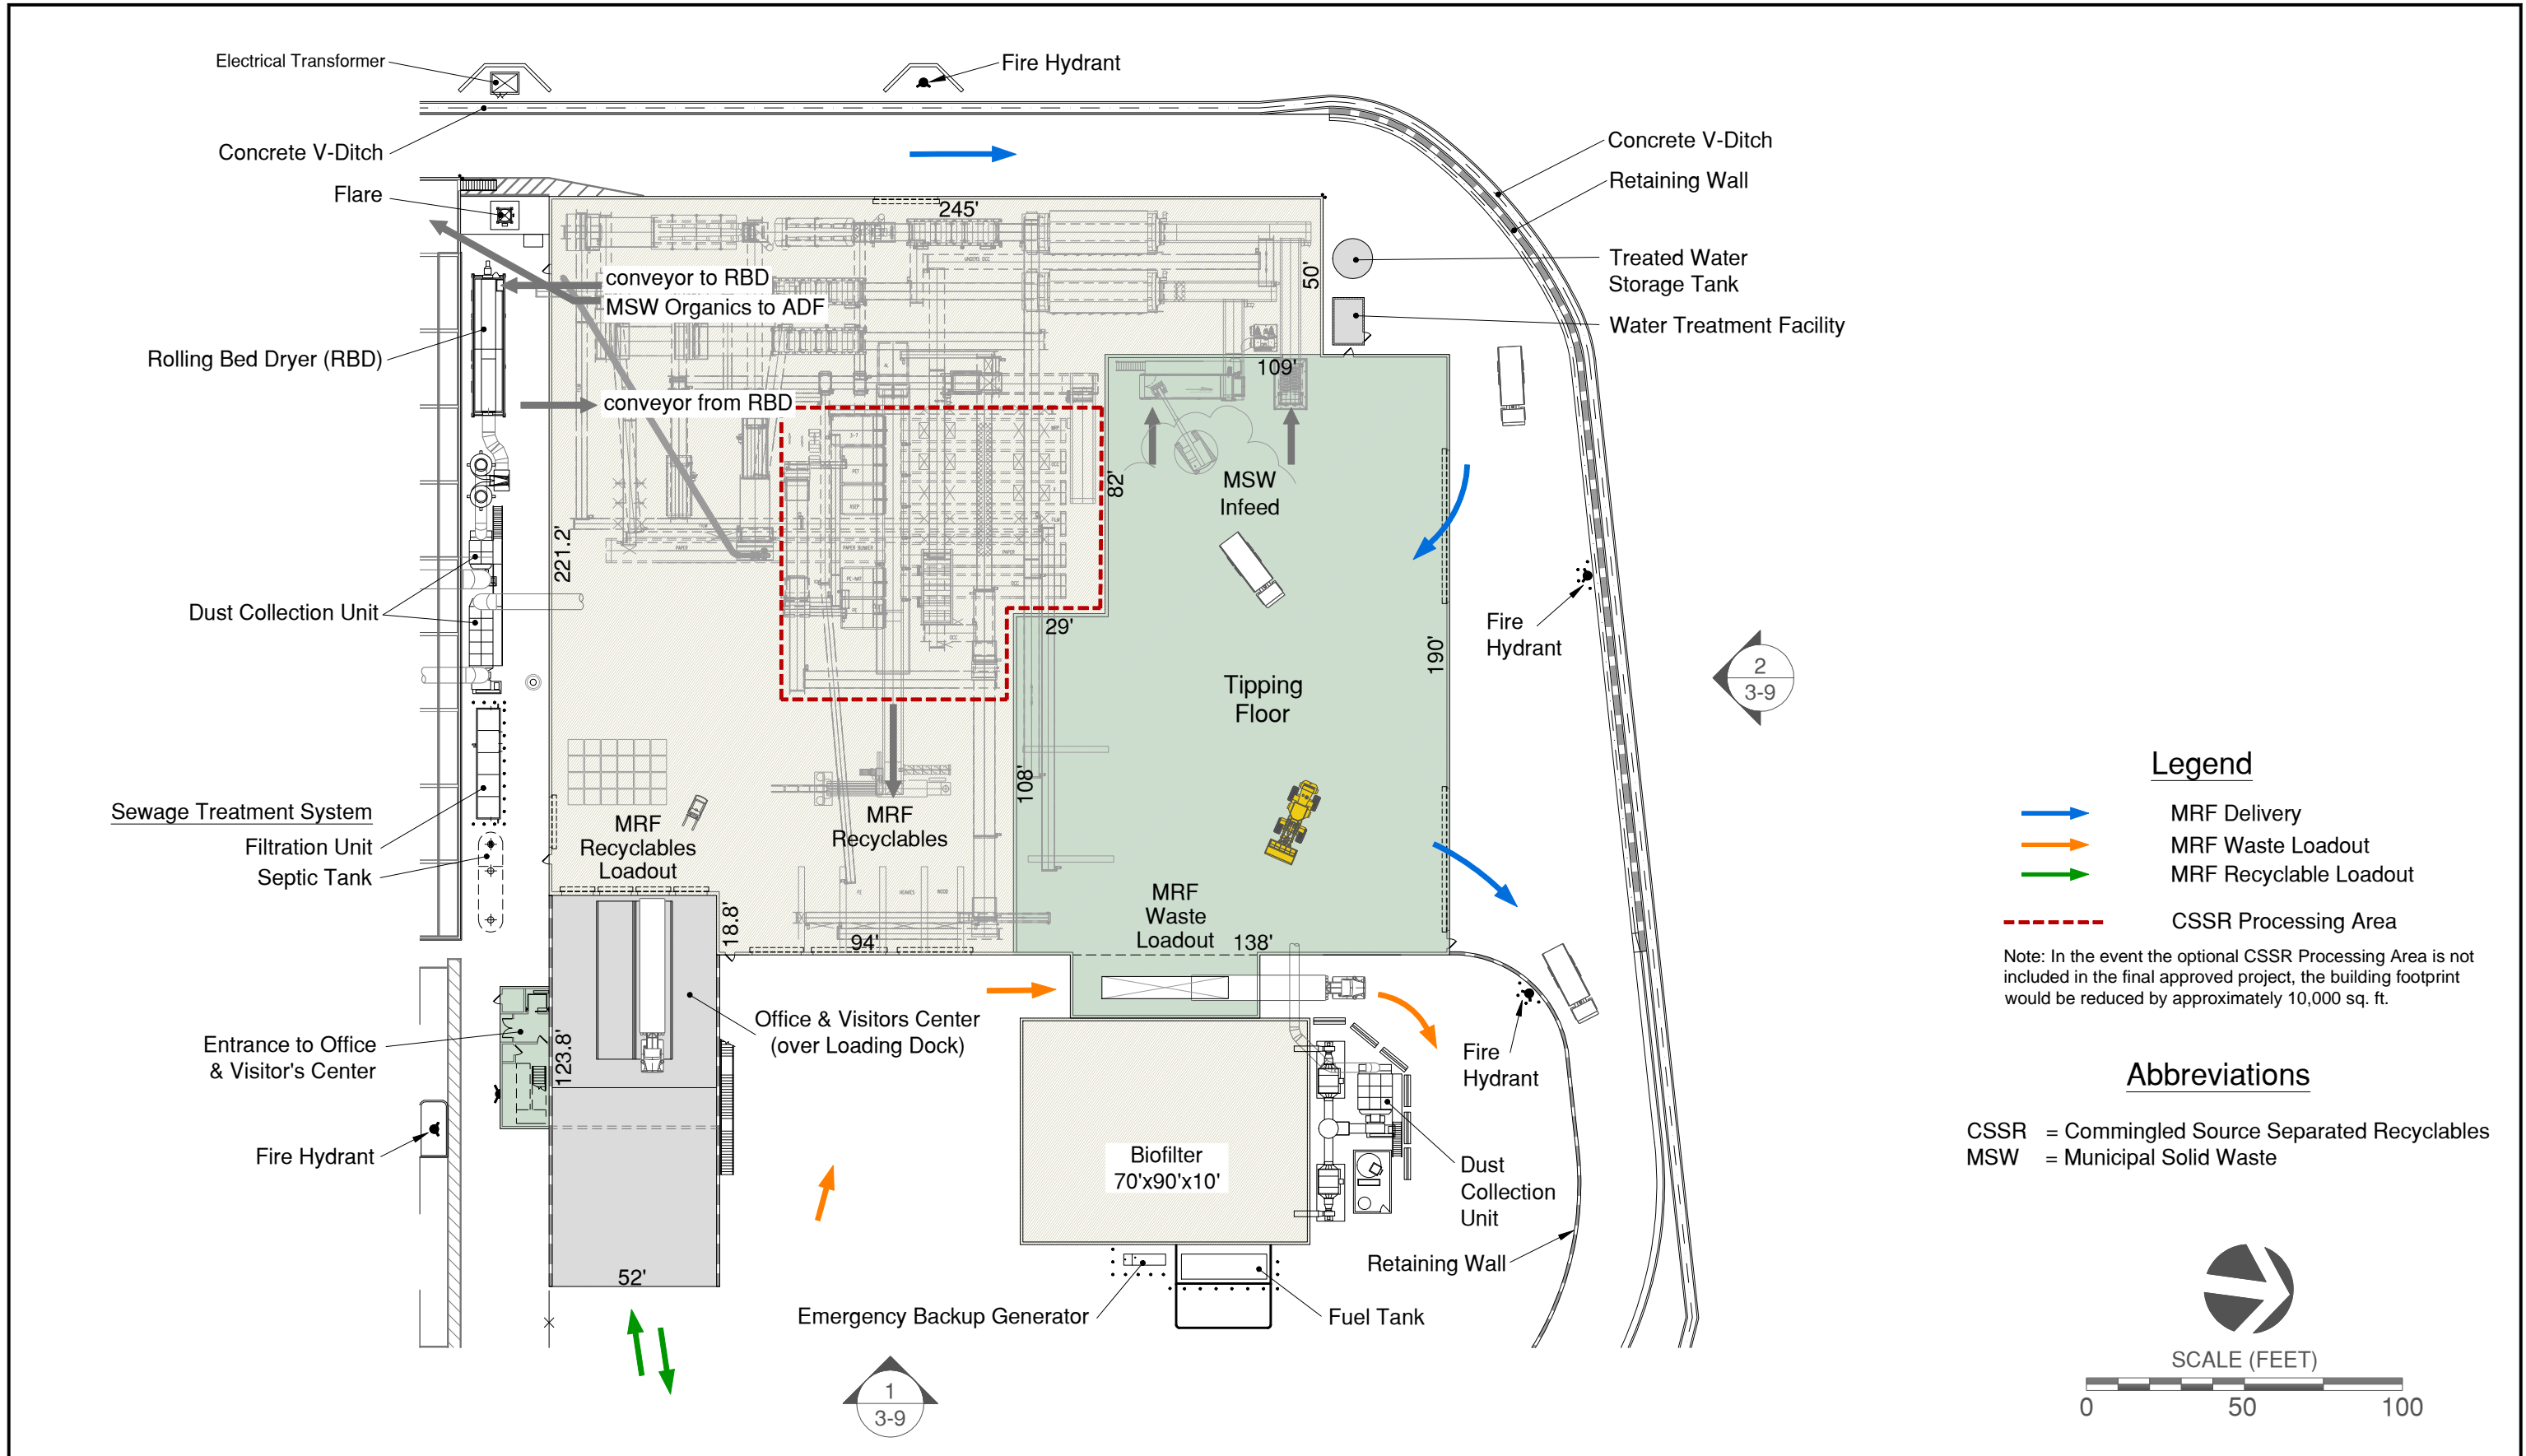 Electrical Transformer
Fire Hydrant
Concrete V-Ditch
Flare
Concrete V-Ditch
Retaining Wall
245'
50'
Treated Water
Storage Tank
Water Treatment Facility
conveyor to RBD
MSW Organics to ADF
Rolling Bed Dryer (RBD)
conveyor from RBD
109'
82'
MSW
Infeed
221.2'
Dust Collection Unit
PAPER
PAPER BUNKER
PAPER
29'
Fire
Hydrant
190'
2
3-9
Tipping
Floor
108'
Sewage Treatment System
Filtration Unit
Septic Tank
MRF
Recyclables
Loadout
MRF
Recyclables
MRF
Waste
Loadout
138'
18.8'
94'
WOOD
Legend
MRF Delivery
MRF Waste Loadout
MRF Recyclable Loadout
CSSR Processing Area
Note: In the event the optional CSSR Processing Area is not
included in the final approved project, the building footprint
would be reduced by approximately 10,000 sq. ft.
Entrance to Office
& Visitor's Center
123.8'
Office & Visitors Center
(over Loading Dock)
Fire
Hydrant
Abbreviations
CSSR = Commingled Source Separated Recyclables
MSW = Municipal Solid Waste
Fire Hydrant
Biofilter
70'x90'x10'
Dust
Collection
Unit
Retaining Wall
52'
Emergency Backup Generator
Fuel Tank
1
3-9
SCALE (FEET)
0 50 100